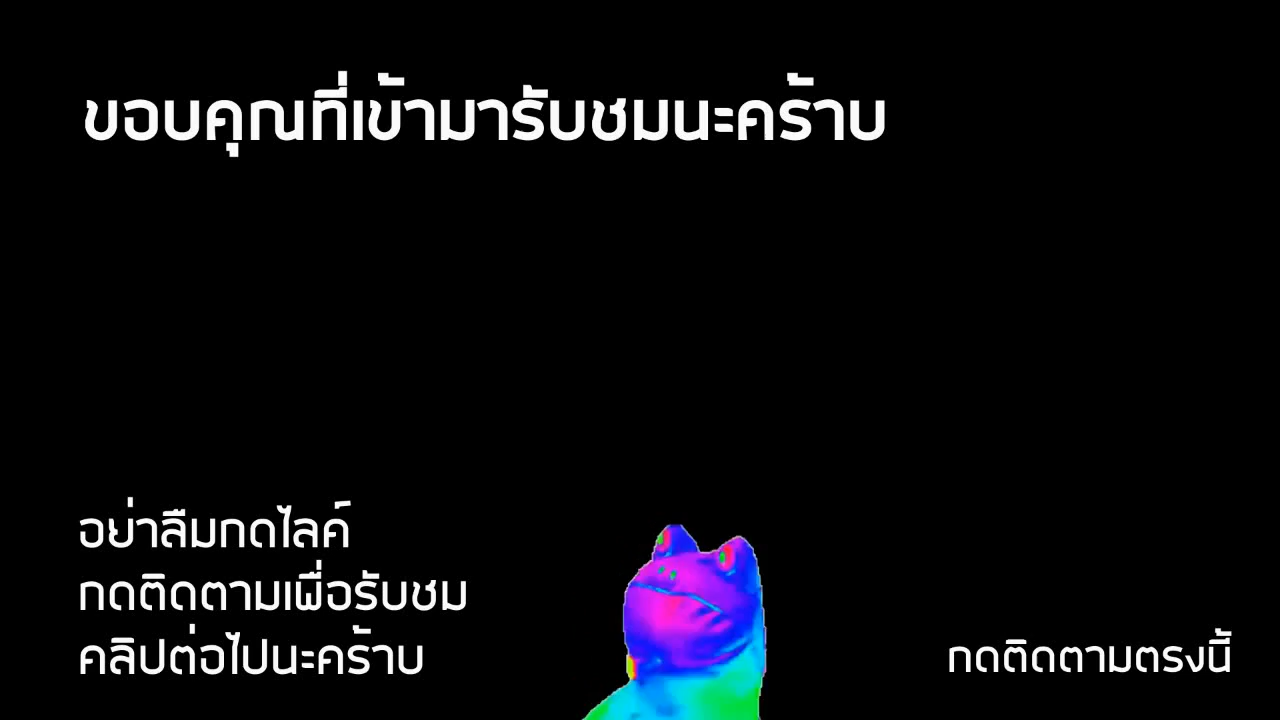 ขอบคุณที่เข้ามารับชมนะคร้าบ
อย่าลืมกดไลค์
กดติดตามเพื่อรับชม
คลิปต่อไปนะคร้าบ
กดติดตามตรงนี้